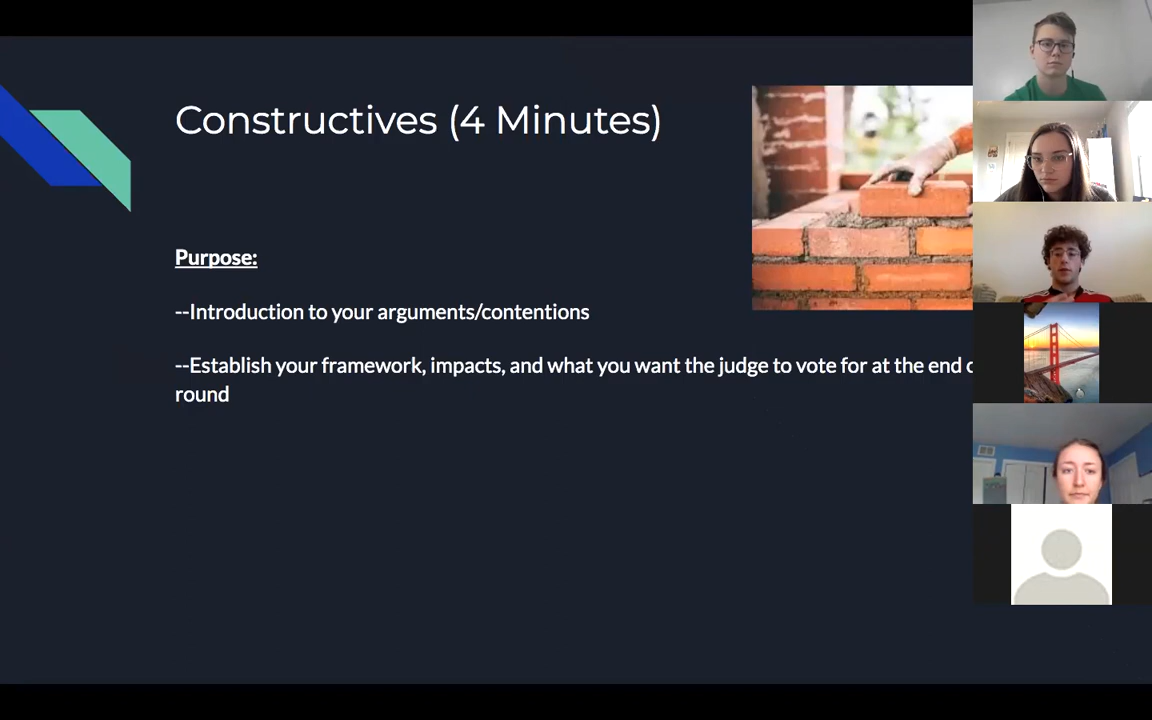 Constructives (4 Minutes)
Purpose:
--Introduction to your arguments/contentions
--Establish your framework, impacts, and what you want the judge to vote for at the end
round